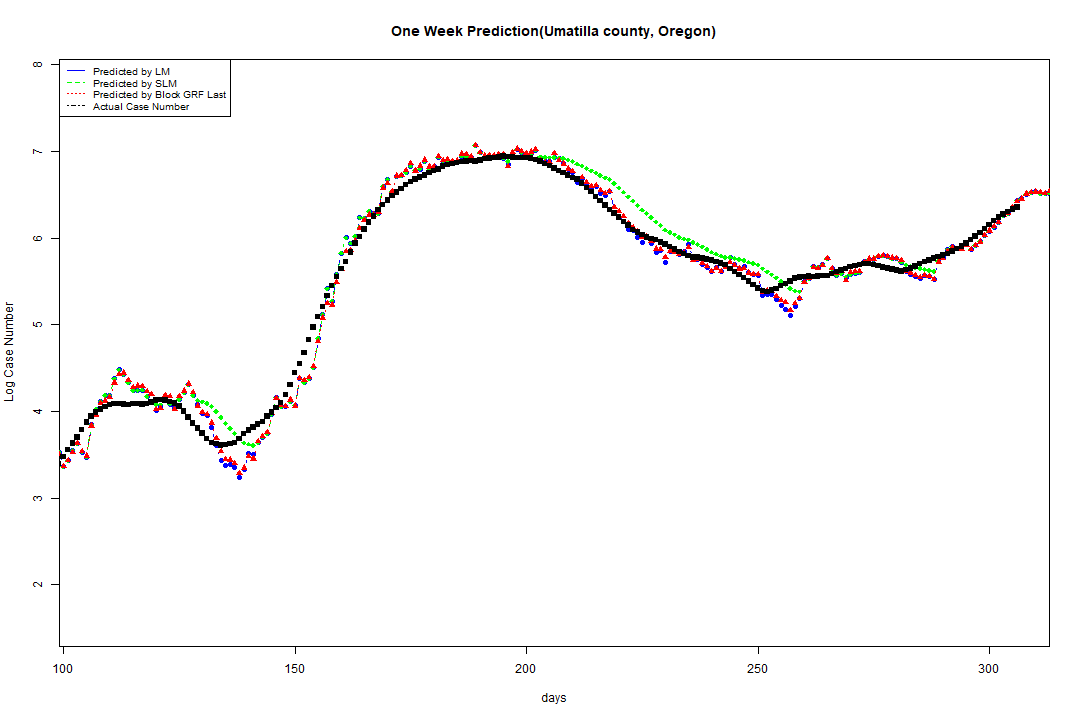 One Week Prediction(Umatilla county, Oregon)
Predicted by LM
Predicted by SLM
Predicted by Block GRF Last
Actual Case Number
Log Case Number
8
7
6
5
4
3
2
100 150 200 250 300
days